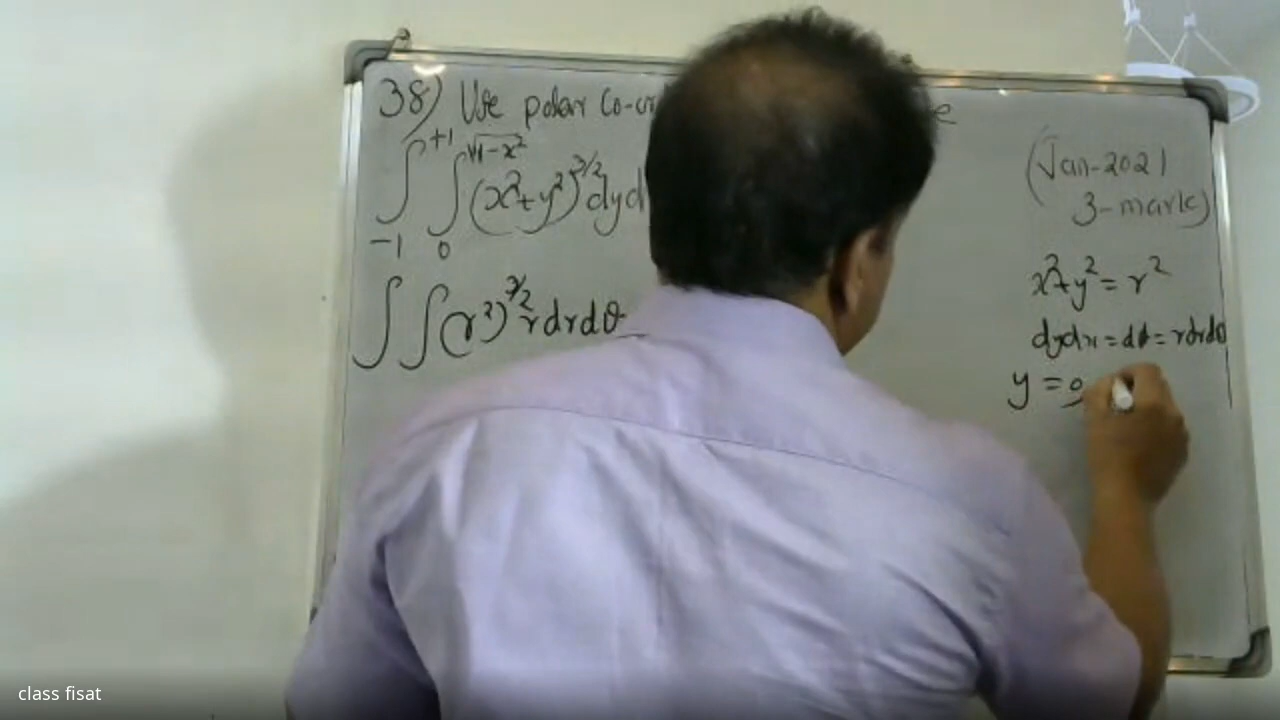 38) Use polar co-or
∫₋₁⁺¹ ∫₀^√(1-x²) (x²+y²)^3/2 dyd
∫∫ (r²)^3/2 r dr dθ
(Jan-2021
3-mark)
x²+y² = r²
dydx = dA = rdrdθ
y = 0
class fisat